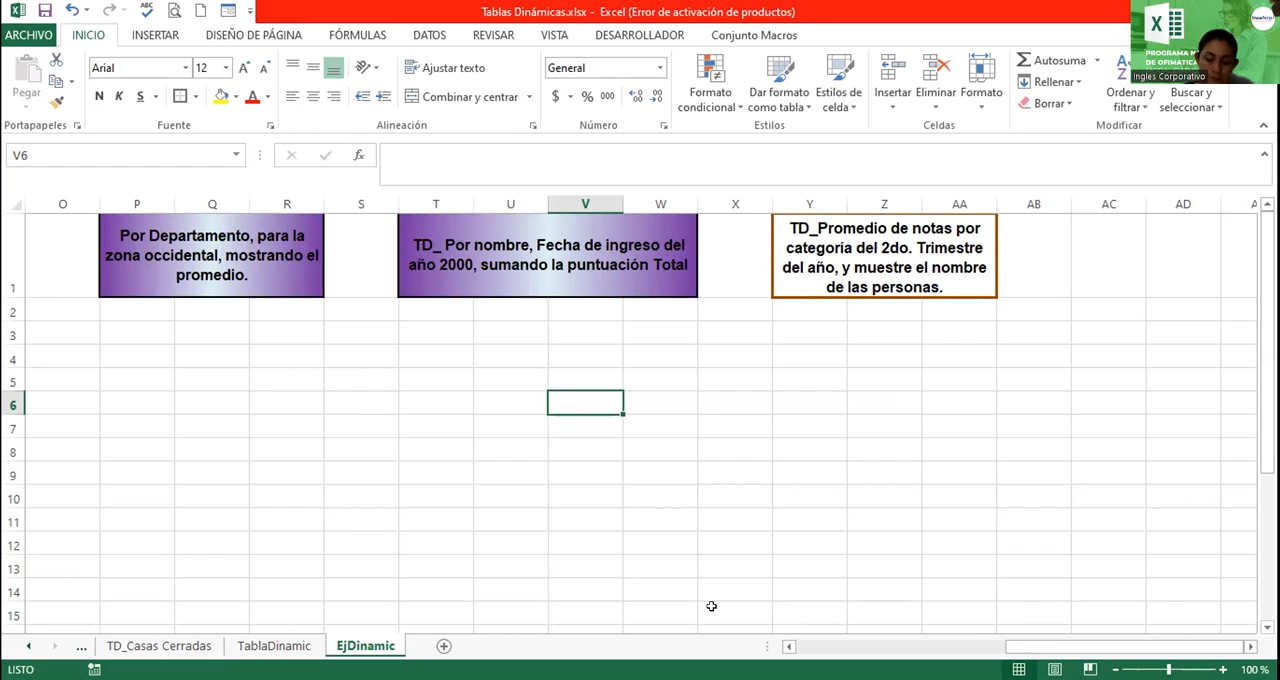 Tablas Dinámicas.xlsx - Excel (Error de activación de productos)
ARCHIVO INICIO INSERTAR DISEÑO DE PÁGINA FÓRMULAS DATOS REVISAR VISTA DESARROLLADOR Conjunto Macros
PROGRAMA
DE OFIMÁTICA
Ingles Corporativo
Pegar
Arial 12
N K S
Ajustar texto
Combinar y centrar
General
$ % 000
Formato condicional
Dar formato como tabla
Estilos de celda
Insertar Eliminar Formato
Autosuma
Rellenar
Borrar
Ordenar y filtrar
Buscar y seleccionar
Portapapeles Fuente Alineación Número Estilos Celdas Modificar
V6 fx
O P Q R S T U V W X Y Z AA AB AC AD
Por Departamento, para la
zona occidental, mostrando el
promedio.
TD_ Por nombre, Fecha de ingreso del
año 2000, sumando la puntuación Total
TD_Promedio de notas por
categoría del 2do. Trimestre
del año, y muestre el nombre
de las personas.
1
2
3
4
5
6
7
8
9
10
11
12
13
14
15
... TD_Casas Cerradas TablaDinamic EjDinamic
LISTO 100 %